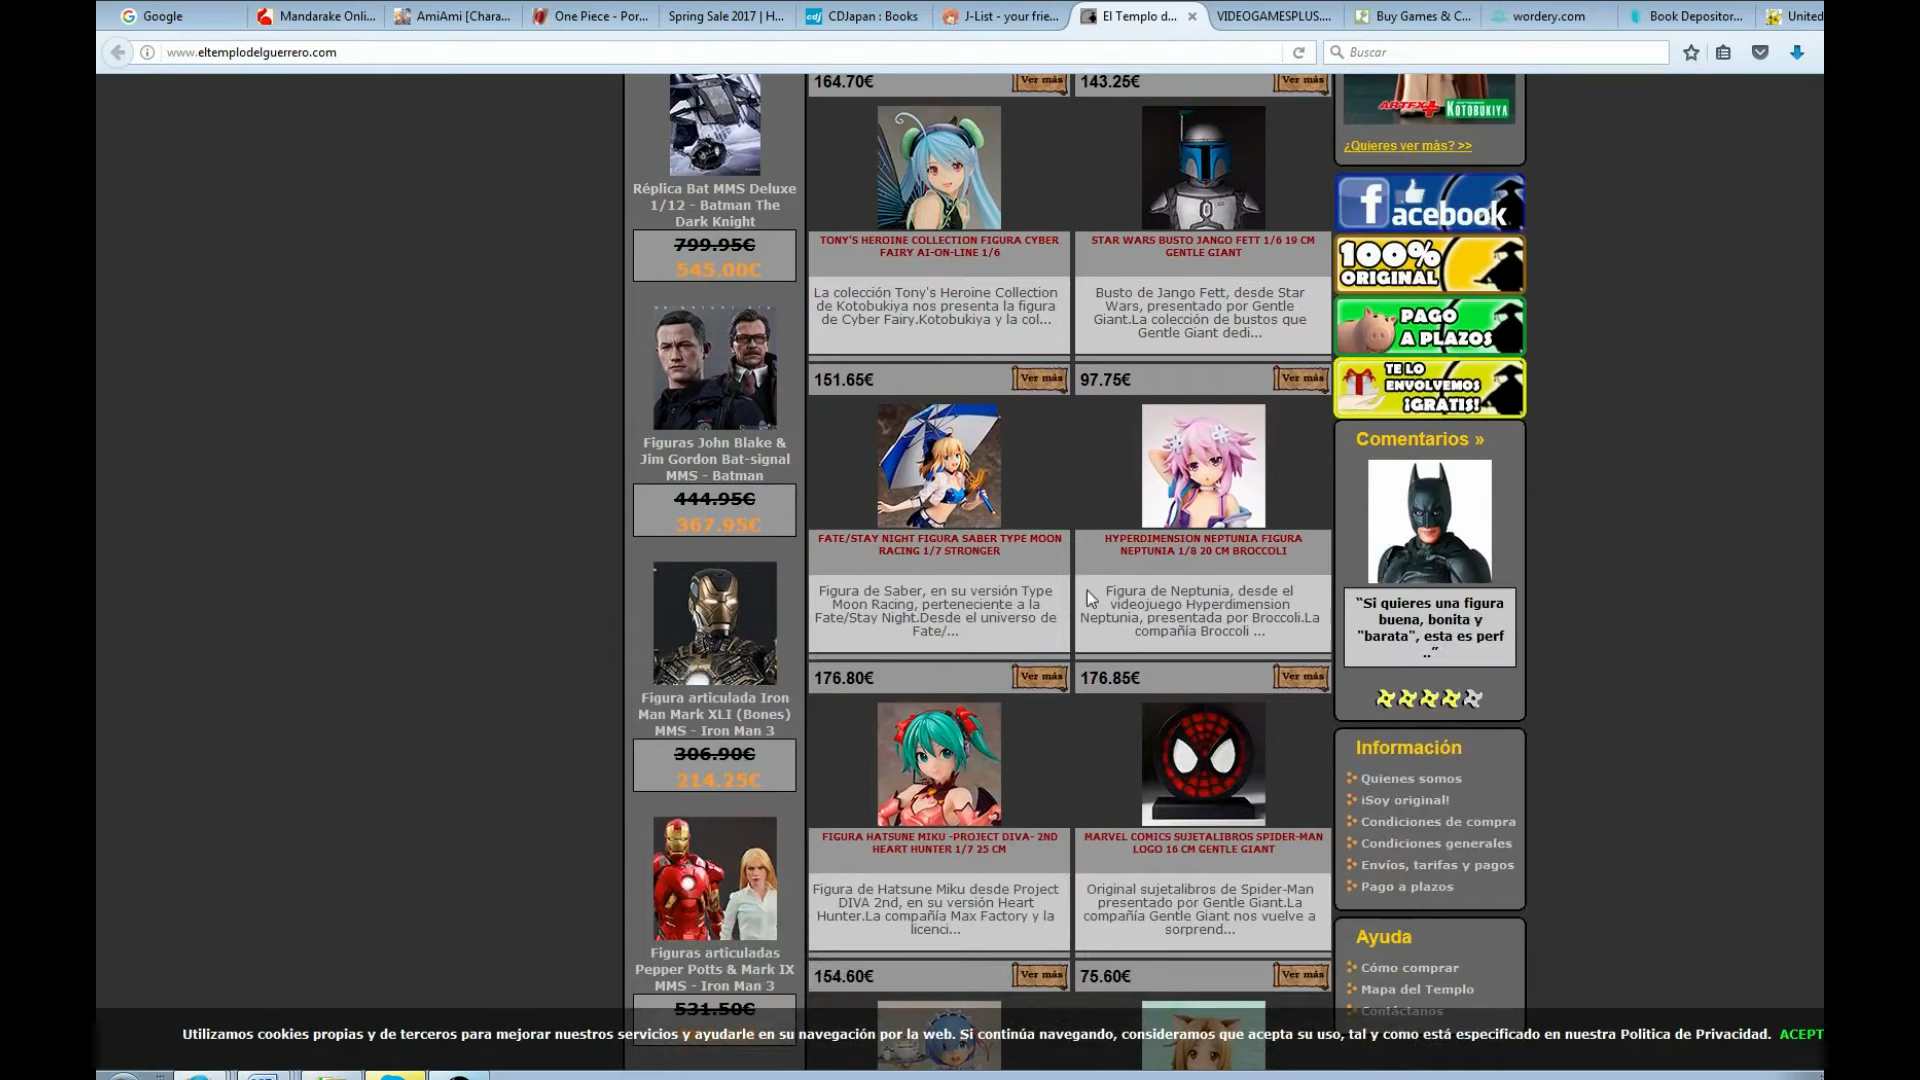 Google
Mandarake Onli...
AmiAmi [Chara...
One Piece - Por...
Spring Sale 2017 | H...
CDJapan : Books
J-List - your frie...
El Templo d...
VIDEOGAMESPLUS....
Buy Games & C...
wordery.com
Book Depositor...
United
www.eltemplodelguerrero.com
Buscar
Réplica Bat MMS Deluxe
1/12 - Batman The
Dark Knight
799.95€
545.00€
Figuras John Blake &
Jim Gordon Bat-signal
MMS - Batman
444.95€
367.95€
Figura articulada Iron
Man Mark XLI (Bones)
MMS - Iron Man 3
306.90€
214.25€
Figuras articuladas
Pepper Potts & Mark IX
MMS - Iron Man 3
531.50€
164.70€
Ver más
143.25€
Ver más
TONY'S HEROINE COLLECTION FIGURA CYBER
FAIRY AI-ON-LINE 1/6
La colección Tony's Heroine Collection
de Kotobukiya nos presenta la figura
de Cyber Fairy.Kotobukiya y la col...
151.65€
Ver más
STAR WARS BUSTO JANGO FETT 1/6 19 CM
GENTLE GIANT
Busto de Jango Fett, desde Star
Wars, presentado por Gentle
Giant.La colección de bustos que
Gentle Giant dedi...
97.75€
Ver más
FATE/STAY NIGHT FIGURA SABER TYPE MOON
RACING 1/7 STRONGER
Figura de Saber, en su versión Type
Moon Racing, perteneciente a la
Fate/Stay Night.Desde el universo de
Fate/...
176.80€
Ver más
HYPERDIMENSION NEPTUNIA FIGURA
NEPTUNIA 1/8 20 CM BROCCOLI
Figura de Neptunia, desde el
videojuego Hyperdimension
Neptunia, presentada por Broccoli.La
compañía Broccoli ...
176.85€
Ver más
FIGURA HATSUNE MIKU -PROJECT DIVA- 2ND
HEART HUNTER 1/7 25 CM
Figura de Hatsune Miku desde Project
DIVA 2nd, en su versión Heart
Hunter.La compañía Max Factory y la
licenci...
154.60€
Ver más
MARVEL COMICS SUJETALIBROS SPIDER-MAN
LOGO 16 CM GENTLE GIANT
Original sujetalibros de Spider-Man
presentado por Gentle Giant.La
compañía Gentle Giant nos vuelve a
sorprend...
75.60€
Ver más
ARTFX+
KOTOBUKIYA
¿Quieres ver más? >>
facebook
100%
ORIGINAL
PAGO
A PLAZOS
TE LO
ENVOLVEMOS
¡GRATIS!
Comentarios »
“Si quieres una figura
buena, bonita y
"barata", esta es perf
..”
Información
Quienes somos
¡Soy original!
Condiciones de compra
Condiciones generales
Envíos, tarifas y pagos
Pago a plazos
Ayuda
Cómo comprar
Mapa del Templo
Contáctanos
Utilizamos cookies propias y de terceros para mejorar nuestros servicios y ayudarle en su navegación por la web. Si continúa navegando, consideramos que acepta su uso, tal y como está especificado en nuestra Politica de Privacidad. ACEPT